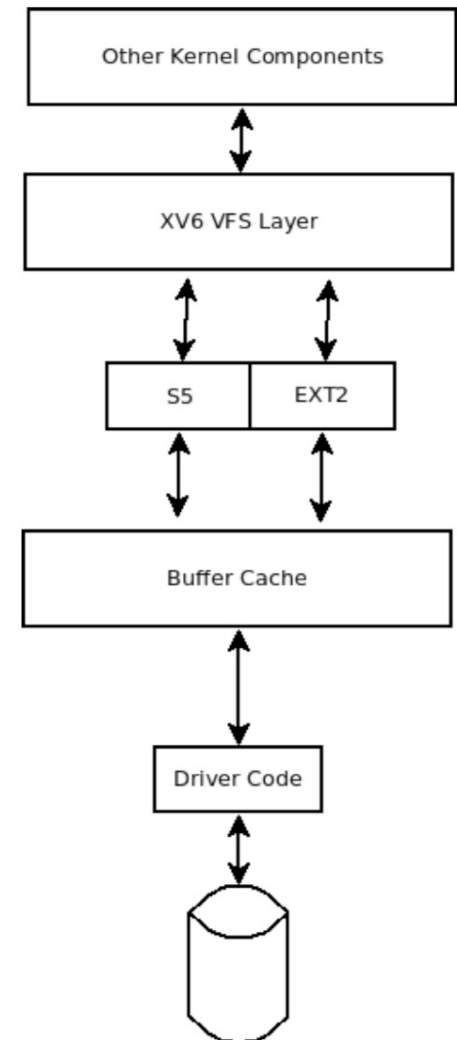 Other Kernel Components
XV6 VFS Layer
S5
EXT2
Buffer Cache
Driver Code